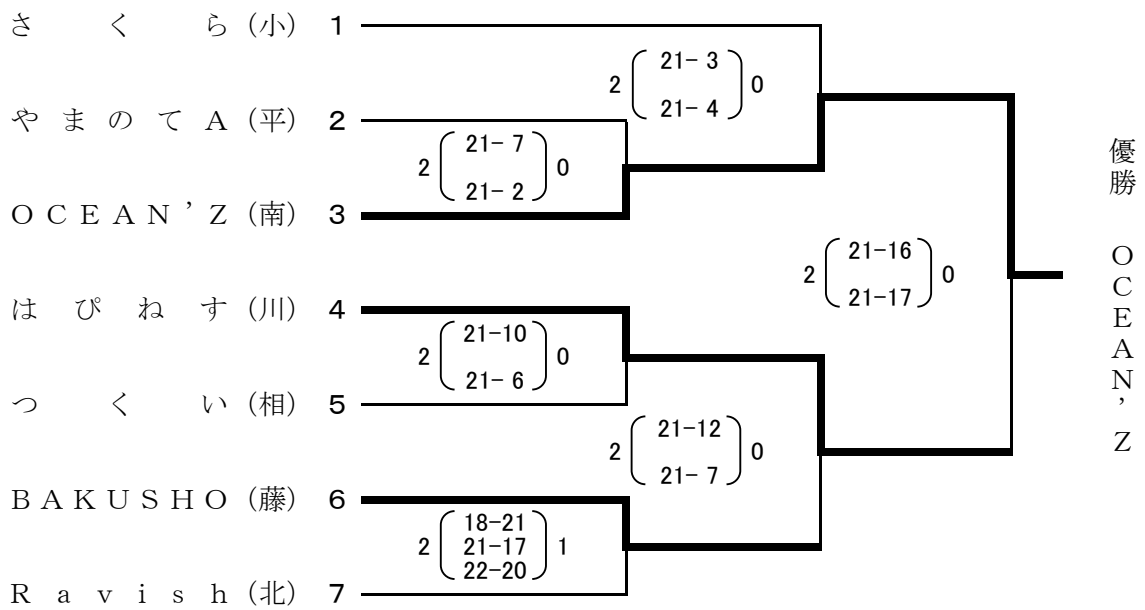 さくら(小) 1
2 21- 3 0
21- 4
やまのてA(平) 2
2 21- 7 0
21- 2
OCEAN’Z(南) 3
2 21-16 0
21-17
はぴねす(川) 4
2 21-10 0
21- 6
つくい(相) 5
2 21-12 0
21- 7
BAKUSHO(藤) 6
18-21
2 21-17 1
22-20
Ravish(北) 7
優勝 OCEAN’Z